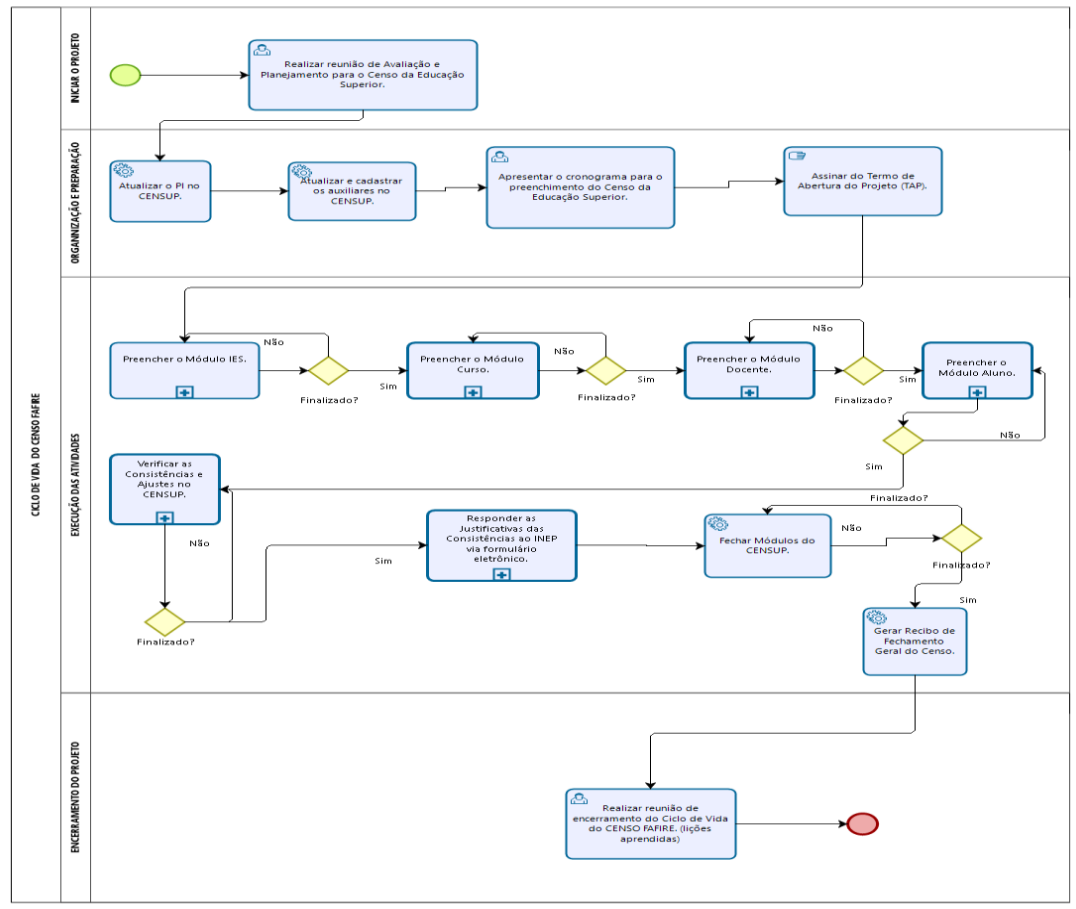 CICLO DE VIDA DO CENSO FAFIRE
INICIAR O PROJETO
Realizar reunião de Avaliação e
Planejamento para o Censo da Educação
Superior.
ORGANNIZAÇÃO E PREPARAÇÃO
Atualizar o PI no
CENSUP.
Atualizar e cadastrar
os auxiliares no
CENSUP.
Apresentar o cronograma para o
preenchimento do Censo da
Educação Superior.
Assinar do Termo de
Abertura do Projeto (TAP).
EXECUÇÃO DAS ATIVIDADES
Preencher o Módulo IES.
Não
Finalizado?
Sim
Preencher o Módulo
Curso.
Não
Finalizado?
Sim
Preencher o Módulo
Docente.
Não
Finalizado?
Sim
Preencher o
Módulo Aluno.
Não
Sim
Finalizado?
Verificar as
Consistências e
Ajustes no
CENSUP.
Não
Finalizado?
Sim
Responder as
Justificativas das
Consistências ao INEP
via formulário
eletrônico.
Fechar Módulos do
CENSUP.
Não
Finalizado?
Sim
Gerar Recibo de
Fechamento
Geral do Censo.
ENCERRAMENTO DO PROJETO
Realizar reunião de
encerramento do Ciclo de Vida
do CENSO FAFIRE. (lições
aprendidas)